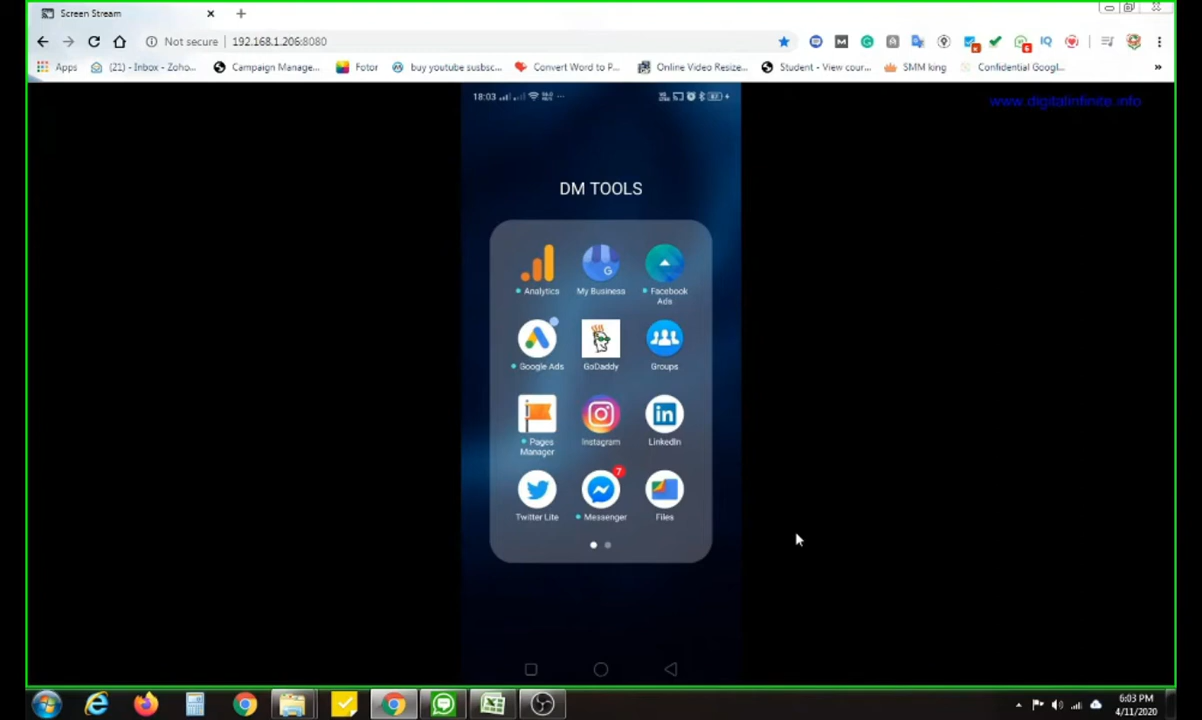 Screen Stream
Not secure
192.168.1.206:8080
Apps
(21) - Inbox - Zoho...
Campaign Manage...
Fotor
buy youtube susbsc...
Convert Word to P...
Online Video Resize...
Student - View cour...
SMM king
Confidential Googl...
»
18:03
www.digitalinfinite.info
DM TOOLS
Analytics
My Business
Facebook
Ads
Google Ads
GoDaddy
Groups
Pages
Manager
Instagram
LinkedIn
7
Twitter Lite
Messenger
Files
6:03 PM
4/11/2020